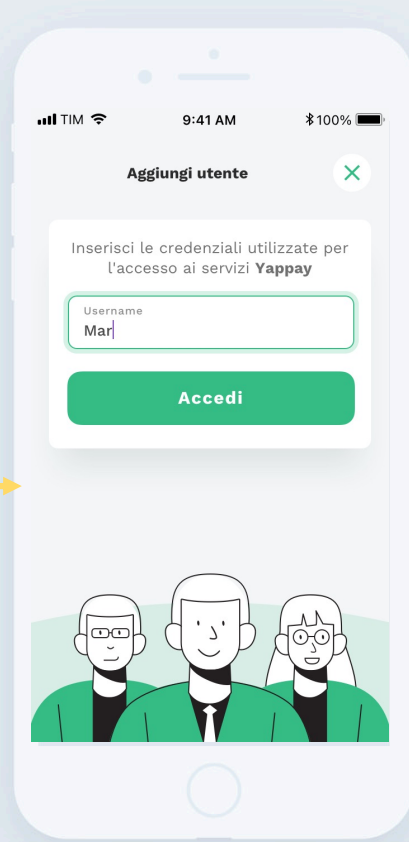 TIM 9:41 AM 100%
Aggiungi utente
Inserisci le credenziali utilizzate per
l'accesso ai servizi Yappay
Username
Mar
Accedi